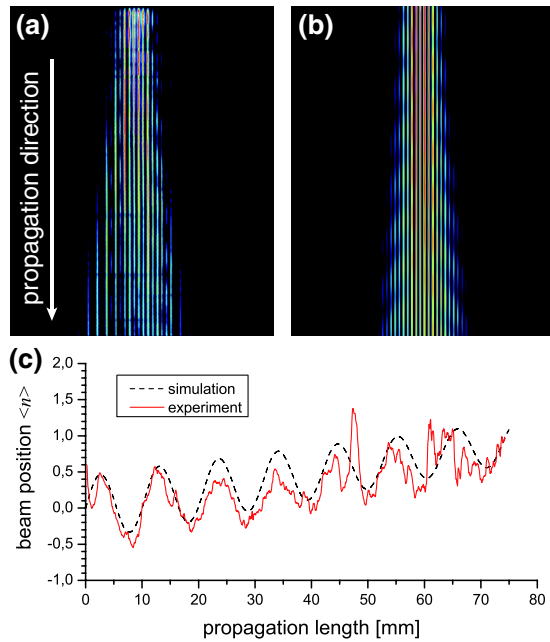 (a)
(b)
propagation direction
(c)
2,0
1,5
1,0
0,5
0,0
-0,5
-1,0
beam position <n>
simulation
experiment
0 10 20 30 40 50 60 70 80
propagation length [mm]